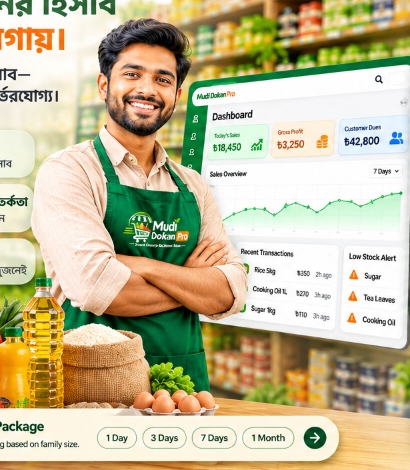 হিসাব
গায়।
র্ভরযোগ্য।
Mudi Dokan Pro
Dashboard
Today's Sales
৳18,450
Gross Profit
৳3,250
Customer Dues
৳42,800
Sales Overview
7 Days
Mudi
Dokan Pro
Recent Transactions
Rice 5kg
৳350
2h ago
Cooking Oil 1L
৳270
3h ago
Sugar 1kg
৳110
3h ago
Low Stock Alert
Sugar
Tea Leaves
Cooking Oil
Package
g based on family size.
1 Day
3 Days
7 Days
1 Month